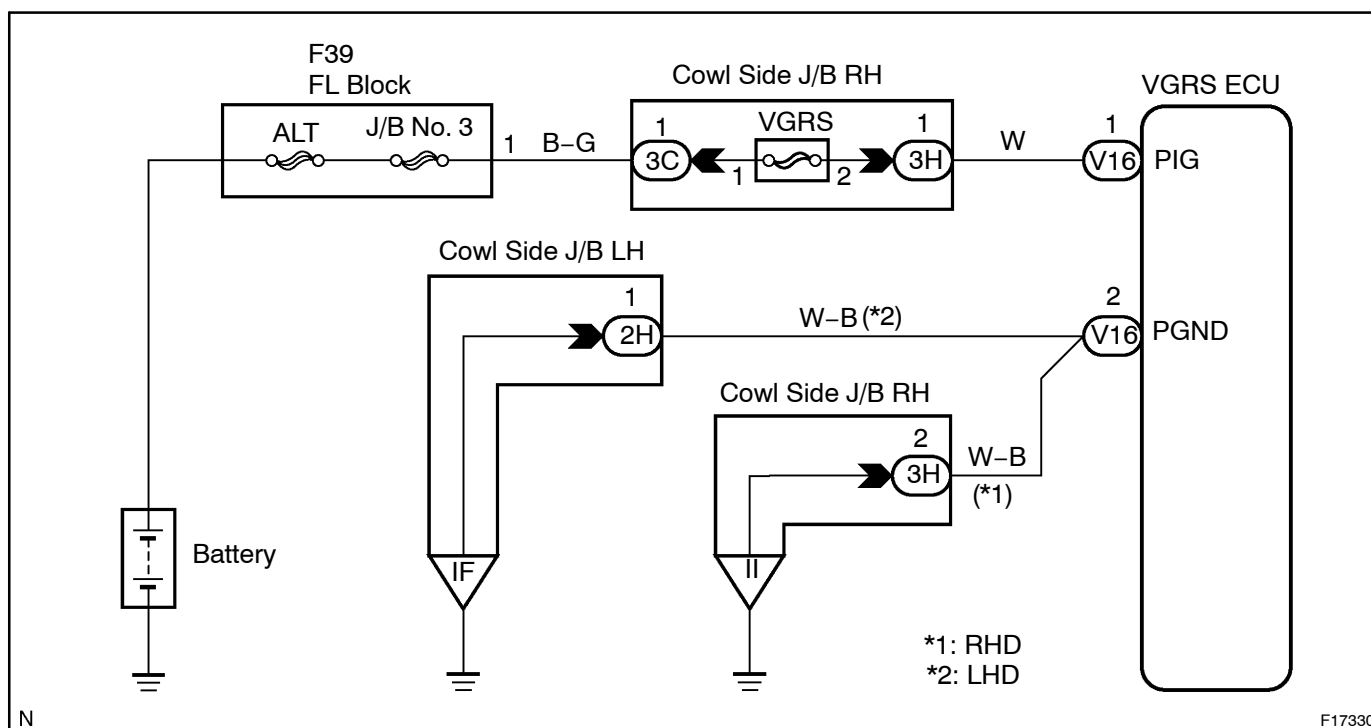 F39
FL Block
ALT
J/B No. 3
1
B–G
Cowl Side J/B RH
1
3C
1
VGRS
2
1
3H
W
VGRS ECU
1
V16
PIG
Cowl Side J/B LH
1
2H
W–B (*2)
2
V16
PGND
Cowl Side J/B RH
2
3H
W–B
(*1)
Battery
IF
II
*1: RHD
*2: LHD
N
F17330